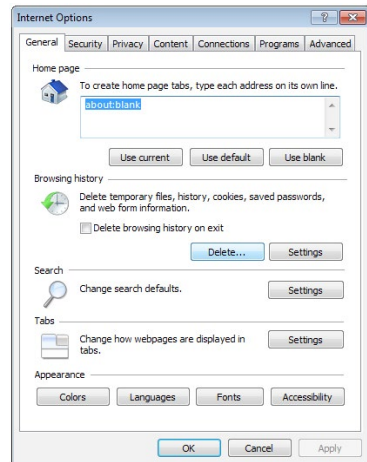 Internet Options
General Security Privacy Content Connections Programs Advanced
Home page
To create home page tabs, type each address on its own line.
about:blank
Use current Use default Use blank
Browsing history
Delete temporary files, history, cookies, saved passwords,
and web form information.
Delete browsing history on exit
Delete... Settings
Search
Change search defaults. Settings
Tabs
Change how webpages are displayed in
tabs.
Settings
Appearance
Colors Languages Fonts Accessibility
OK Cancel Apply